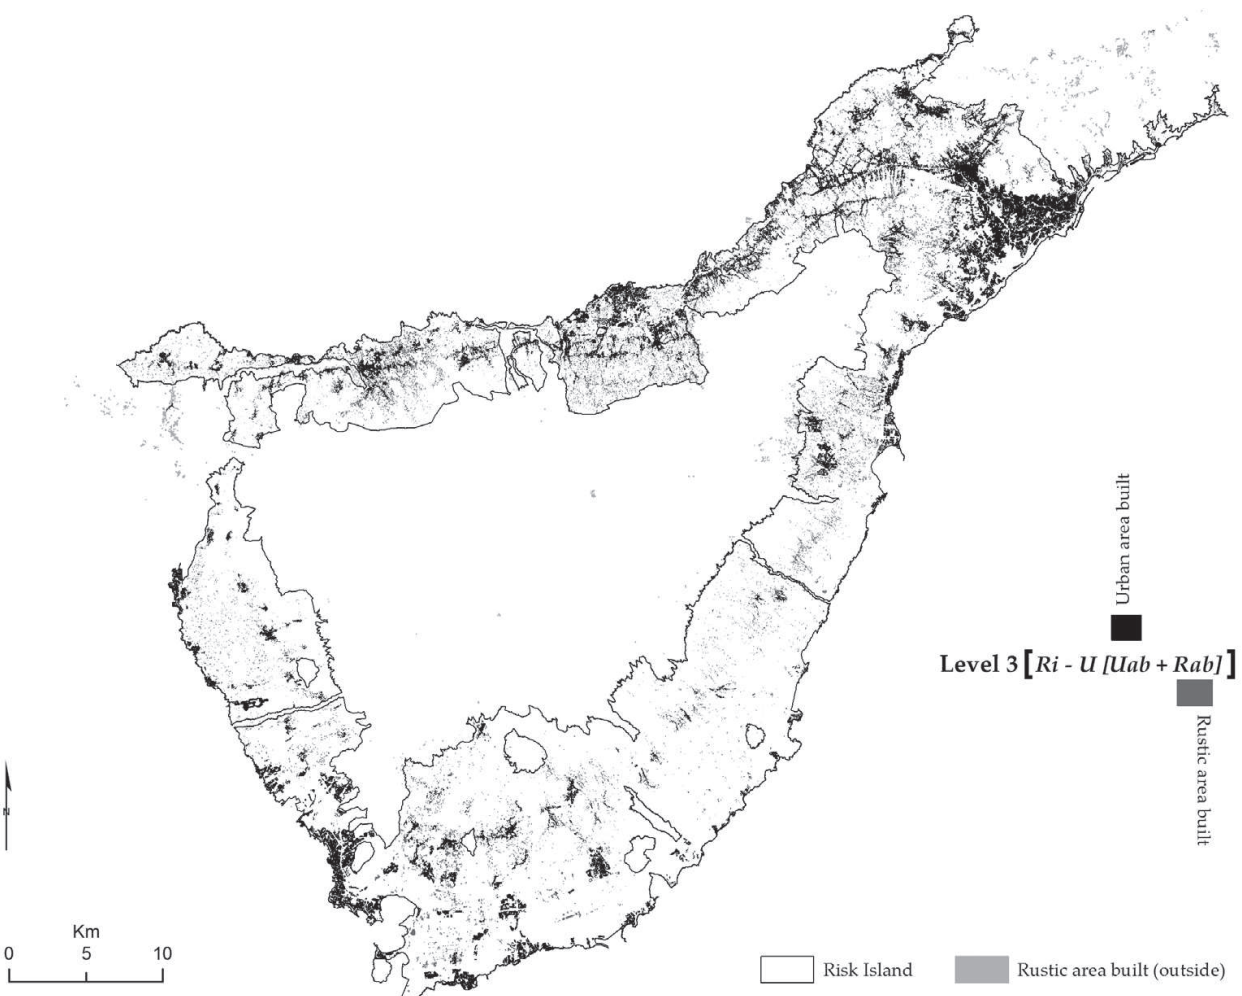 Urban area built
Level 3 [Ri - U [Uab + Rab]]
Rustic area built
N
Km
0 5 10
Risk Island
Rustic area built (outside)